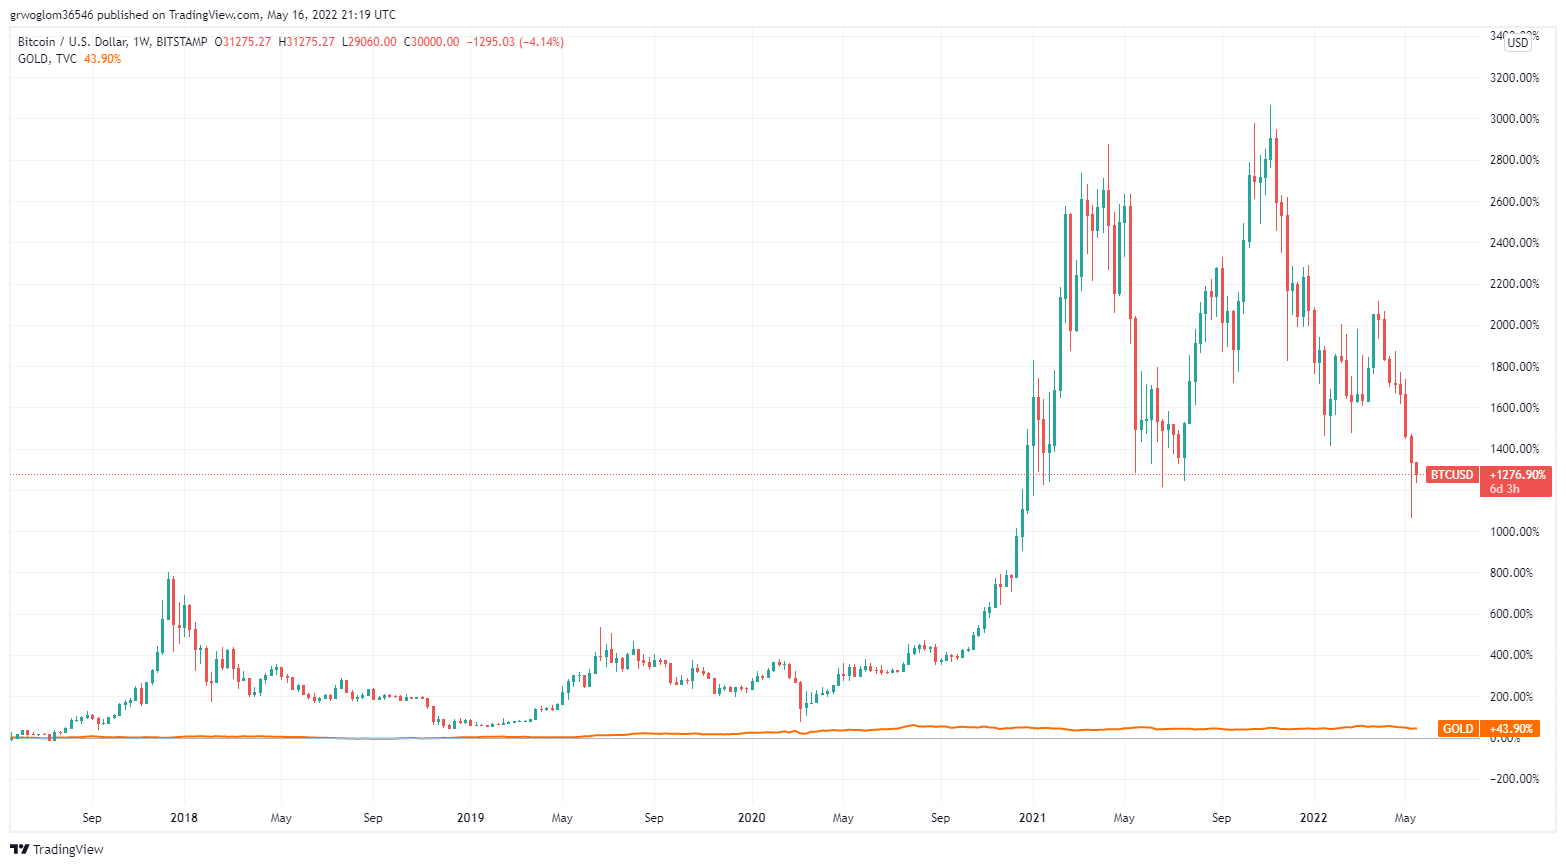 grwoglom36546 published on TradingView.com, May 16, 2022 21:19 UTC
Bitcoin / U.S. Dollar, 1W, BITSTAMP O31275.27 H31275.27 L29060.00 C30000.00 −1295.03 (−4.14%)
GOLD, TVC 43.90%
3400.00%
USD
3200.00%
3000.00%
2800.00%
2600.00%
2400.00%
2200.00%
2000.00%
1800.00%
1600.00%
1400.00%
BTCUSD +1276.90%
6d 3h
1000.00%
800.00%
600.00%
400.00%
200.00%
GOLD +43.90%
0.00%
−200.00%
Sep 2018 May Sep 2019 May Sep 2020 May Sep 2021 May Sep 2022 May
TradingView